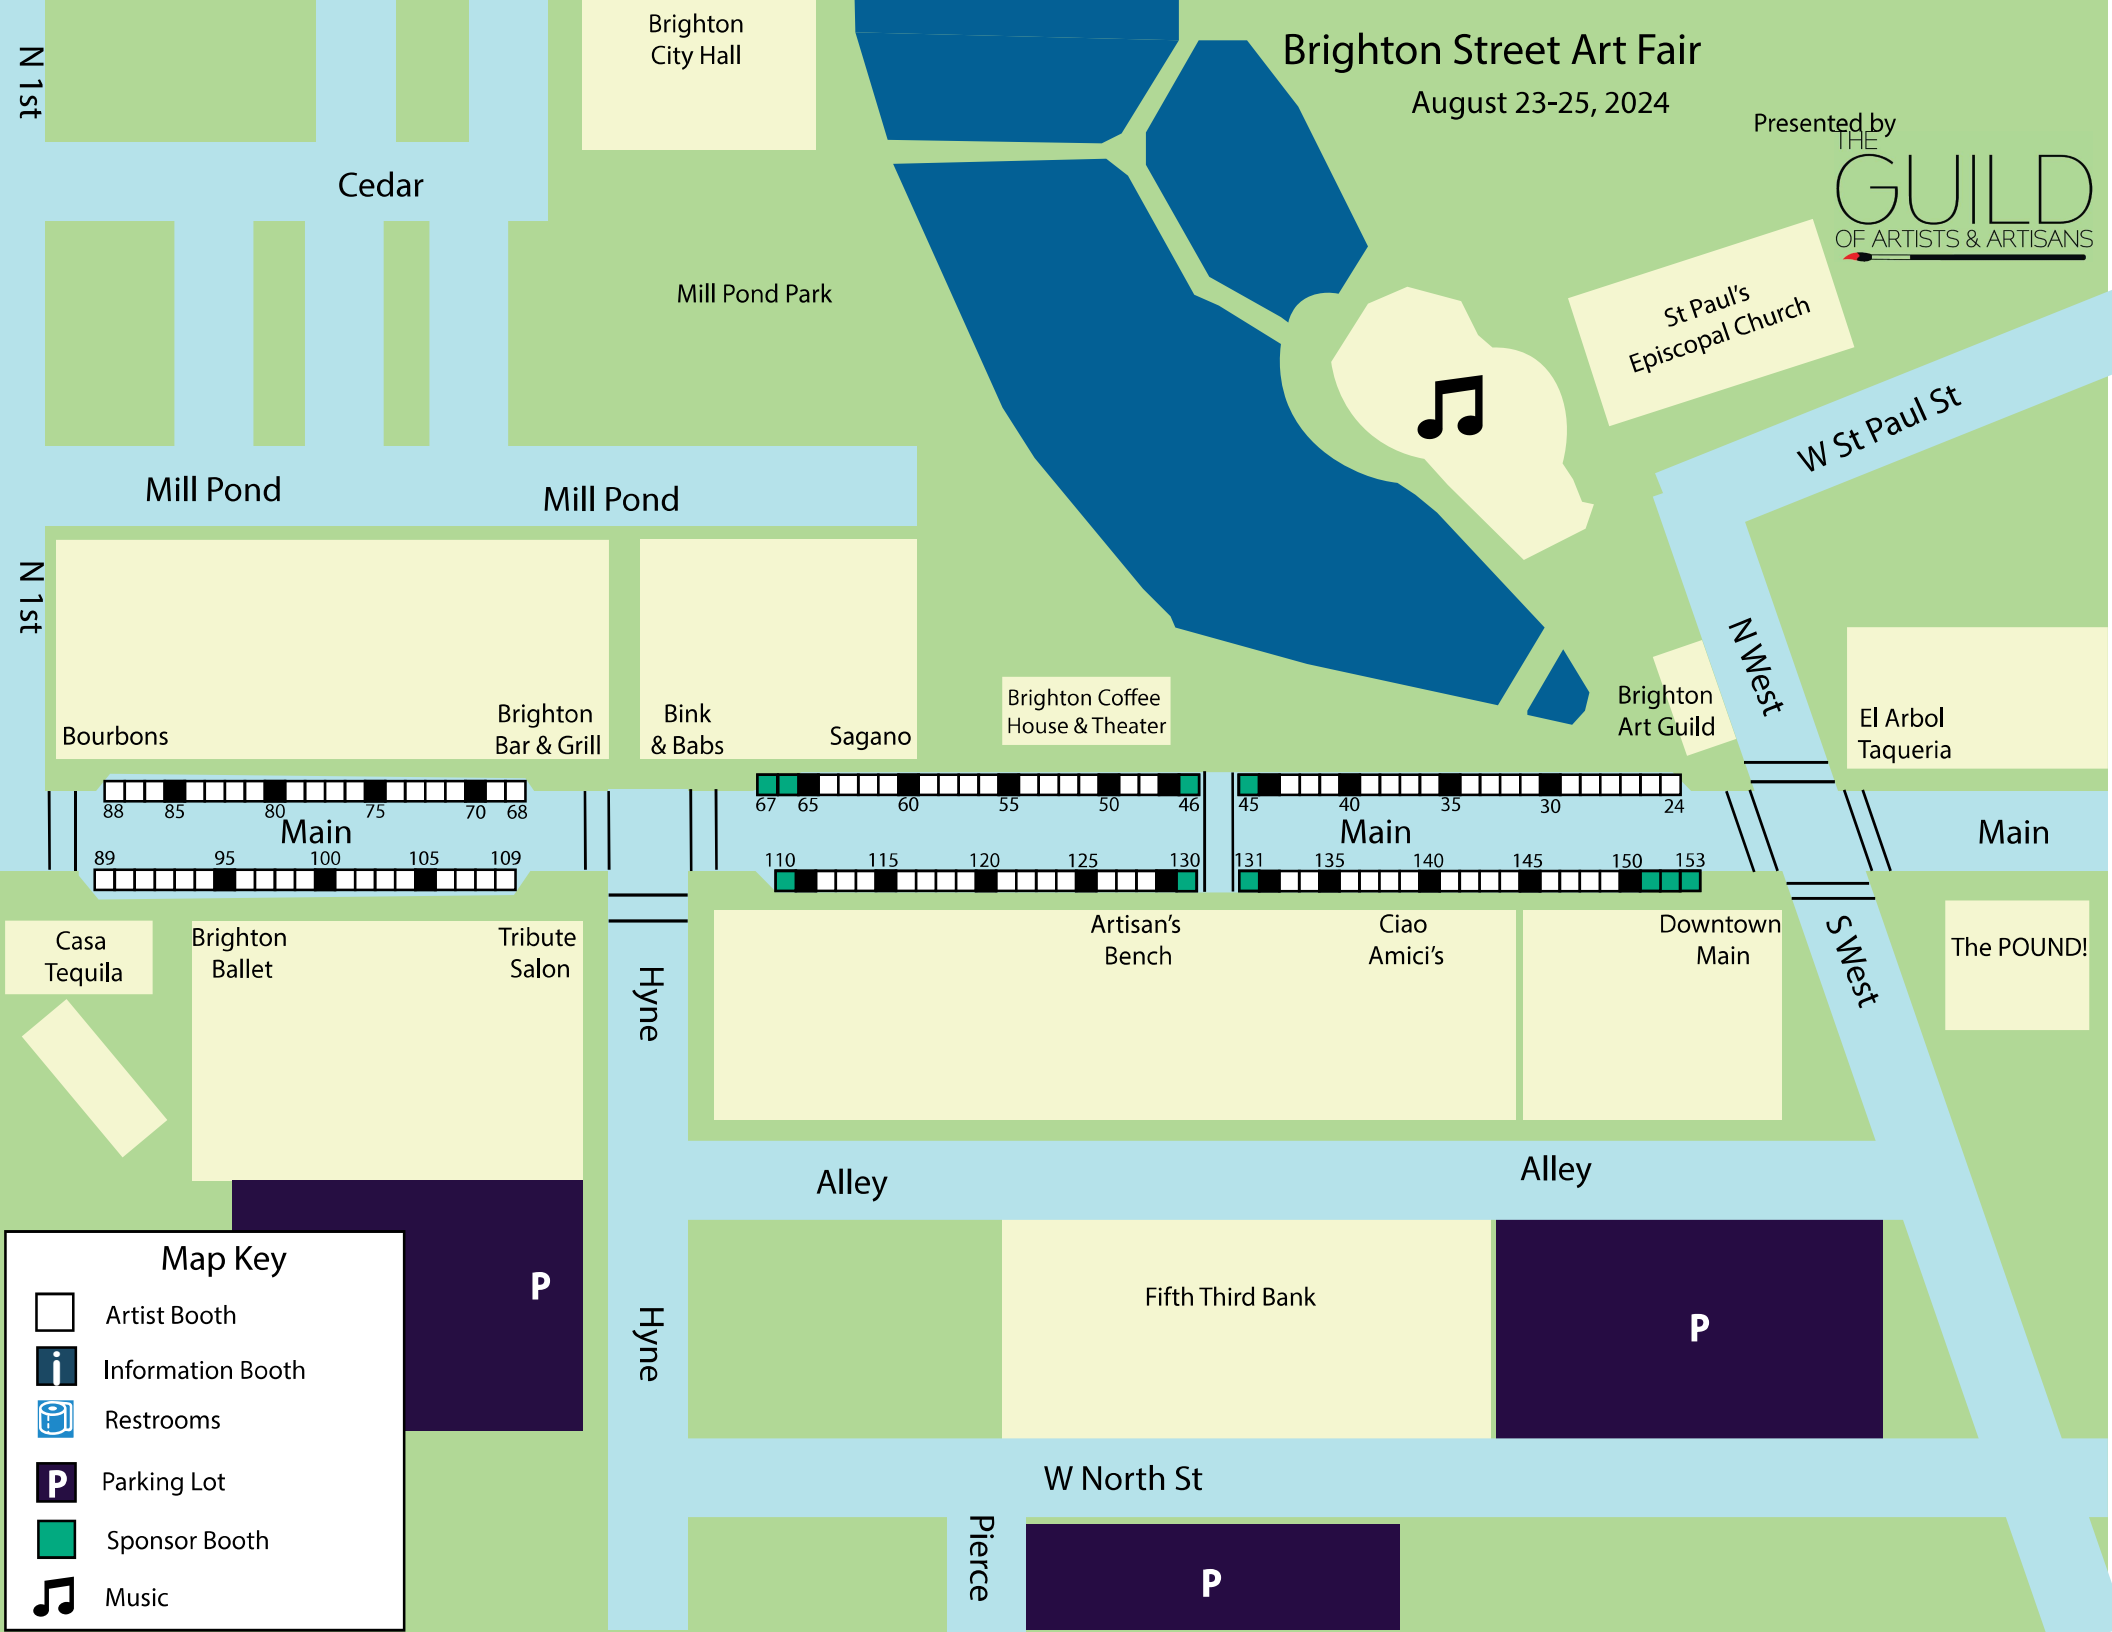 Brighton
City Hall
Brighton Street Art Fair
August 23-25, 2024
Presented by
THE
GUILD
OF ARTISTS & ARTISANS
N 1st
Cedar
Mill Pond Park
St Paul's
Episcopal Church
W St Paul St
Mill Pond
Mill Pond
N 1st
N West
Bourbons
Brighton
Bar & Grill
Bink
& Babs
Sagano
Brighton Coffee
House & Theater
Brighton
Art Guild
El Arbol
Taqueria
88 85 80 75 70 68
67 65 60 55 50 46
45 40 35 30 24
Main
Main
Main
89 95 100 105 109
110 115 120 125 130
131 135 140 145 150 153
Casa
Tequila
Brighton
Ballet
Tribute
Salon
Hyne
Artisan's
Bench
Ciao
Amici's
Downtown
Main
S West
The POUND!
Alley
Alley
P
Hyne
Fifth Third Bank
P
W North St
Pierce
P
Map Key
Artist Booth
i Information Booth
Restrooms
P Parking Lot
Sponsor Booth
Music